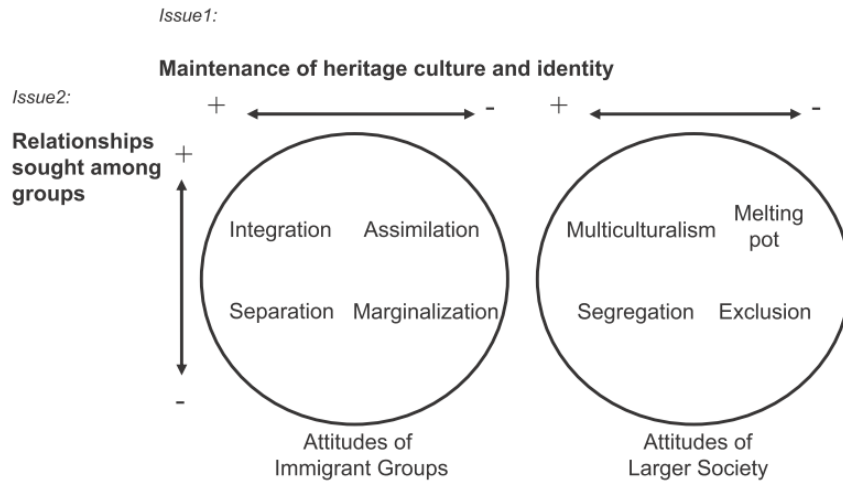 Issue1:
Maintenance of heritage culture and identity
Issue2:
+ - + -
Relationships
sought among
groups
+
Integration Assimilation
Multiculturalism
Melting
pot
Separation Marginalization
Segregation Exclusion
-
Attitudes of
Immigrant Groups
Attitudes of
Larger Society